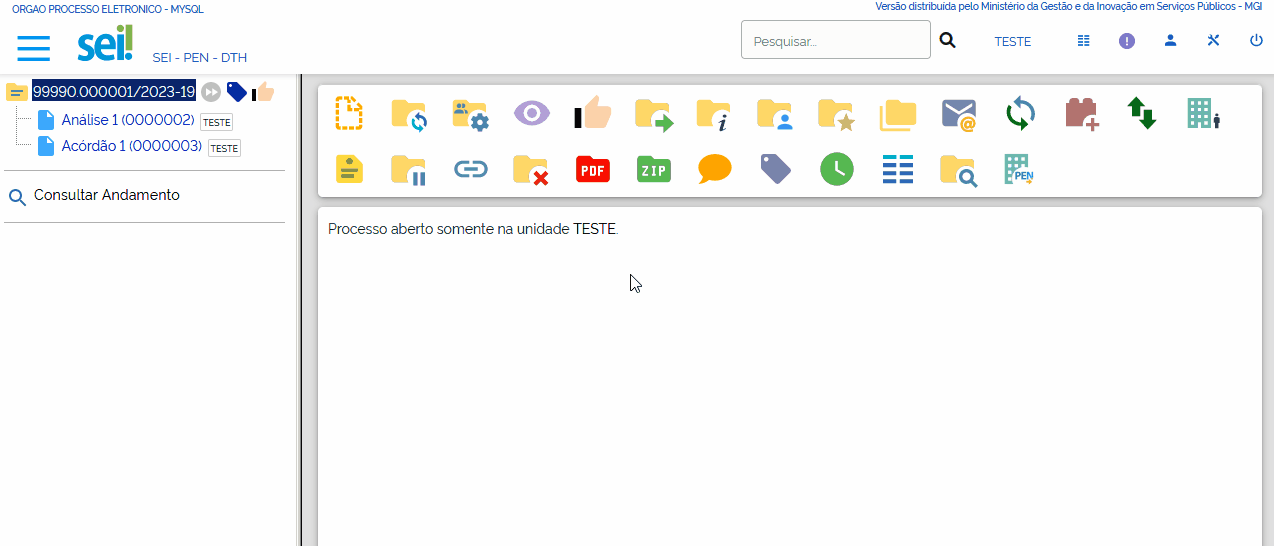 ORGAO PROCESSO ELETRONICO - MYSQL
Versão distribuída pelo Ministério da Gestão e da Inovação em Serviços Públicos - MGI
sei!
SEI - PEN - DTH
Pesquisar...
TESTE
99990.000001/2023-19
Análise 1 (0000002) TESTE
Acórdão 1 (0000003) TESTE
Consultar Andamento
i
@
PDF
ZIP
PEN
Processo aberto somente na unidade TESTE.